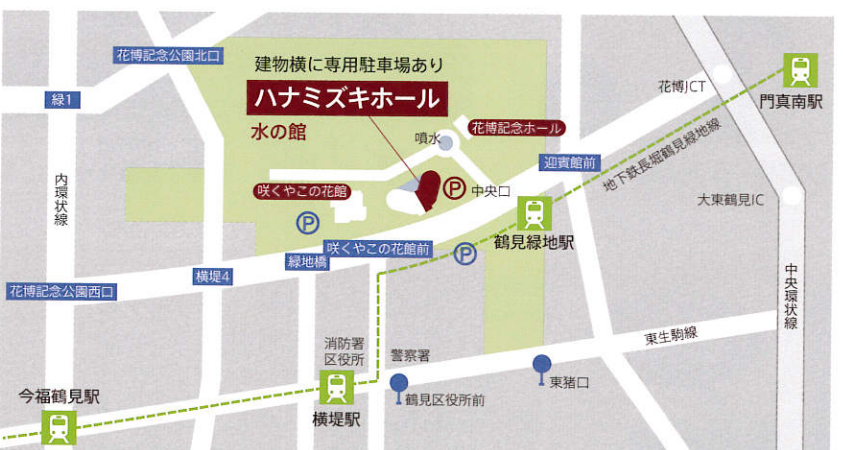 花博記念公園北口
建物横に専用駐車場あり
ハナミズキホール
水の館
緑1
花博JCT
門真南駅
噴水
花博記念ホール
迎賓館前
地下鉄長堀鶴見緑地線
内環状線
咲くやこの花館
P
P
中央口
大東鶴見IC
鶴見緑地駅
咲くやこの花館前
P
緑地橋
横堤4
花博記念公園西口
中央環状線
東生駒線
消防署
区役所
警察署
東猪口
今福鶴見駅
横堤駅
鶴見区役所前